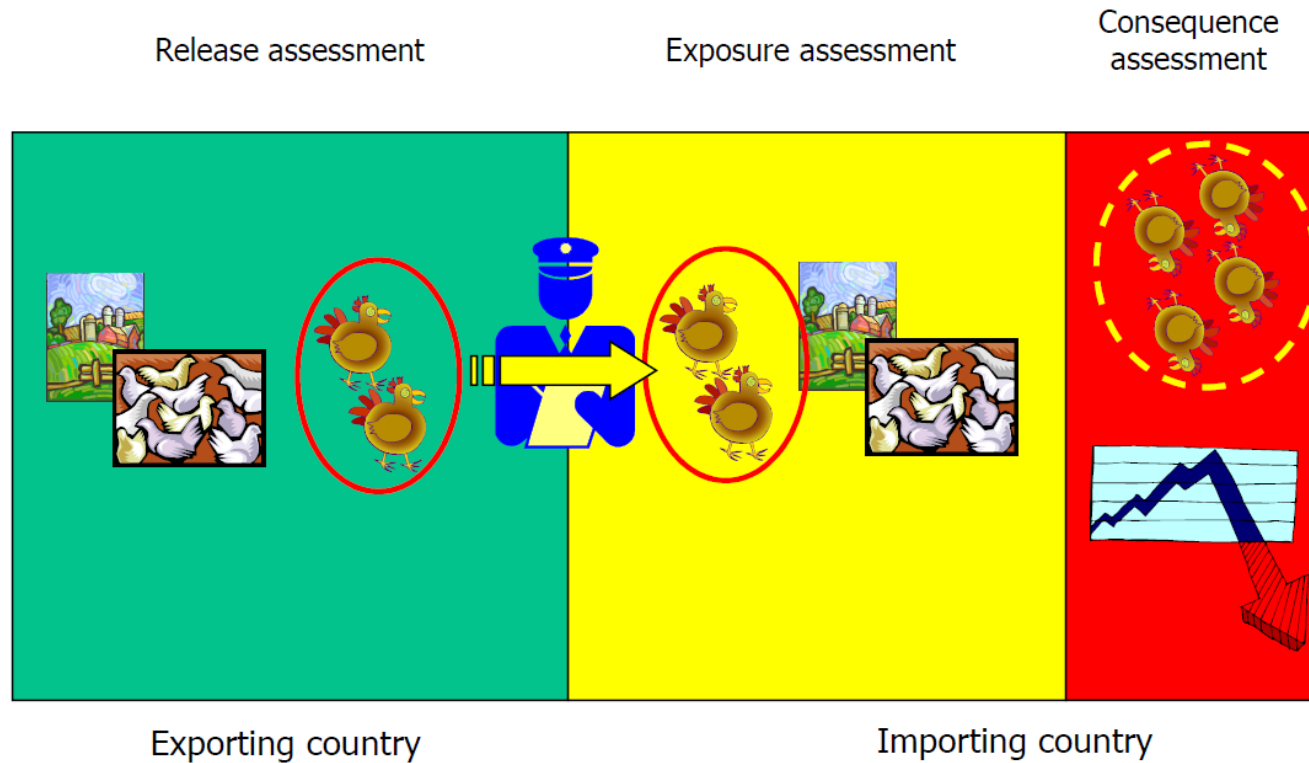 Release assessment
Exposure assessment
Consequence
assessment
Exporting country
Importing country